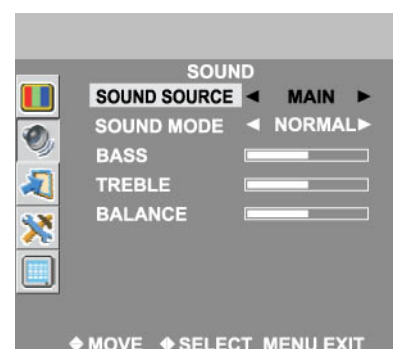 SOUND
SOUND SOURCE ◄ MAIN ►
SOUND MODE ◄ NORMAL►
BASS
TREBLE
BALANCE
MOVE SELECT MENU EXIT